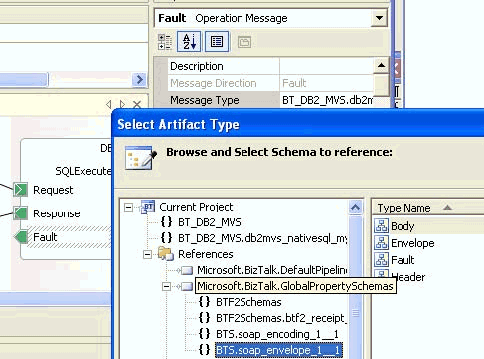 Fault Operation Message
Description
Message Direction Fault
Message Type BT_DB2_MVS.db2m
Select Artifact Type
Browse and Select Schema to reference:
DB
SQLExecute
Request
Response
Fault
Current Project
BT_DB2_MVS
BT_DB2_MVS.db2mvs_nativesql_my
References
Microsoft.BizTalk.DefaultPipelin
Microsoft.BizTalk.GlobalPropertySchemas
BTF2Schemas
BTF2Schemas.btf2_receipt_
BTS.soap_encoding_1__1
BTS.soap_envelope_1__1
Type Name
Body
Envelope
Fault
Header